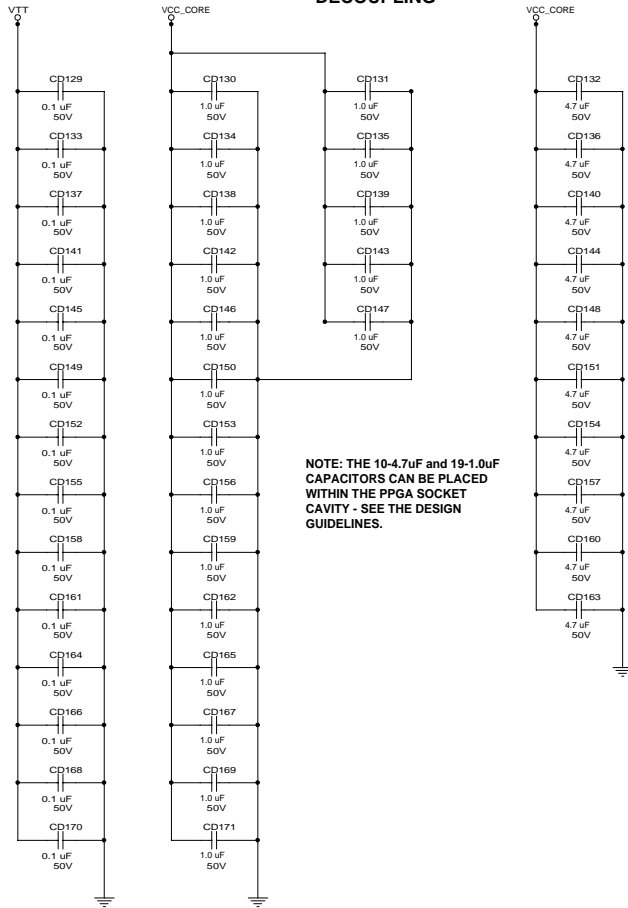 DECOUPLING
VTT
CD129
0.1 uF
50V
CD133
0.1 uF
50V
CD137
0.1 uF
50V
CD141
0.1 uF
50V
CD145
0.1 uF
50V
CD149
0.1 uF
50V
CD152
0.1 uF
50V
CD155
0.1 uF
50V
CD158
0.1 uF
50V
CD161
0.1 uF
50V
CD164
0.1 uF
50V
CD166
0.1 uF
50V
CD168
0.1 uF
50V
CD170
0.1 uF
50V
VCC_CORE
CD130
1.0 uF
50V
CD134
1.0 uF
50V
CD138
1.0 uF
50V
CD142
1.0 uF
50V
CD146
1.0 uF
50V
CD150
1.0 uF
50V
CD153
1.0 uF
50V
CD156
1.0 uF
50V
CD159
1.0 uF
50V
CD162
1.0 uF
50V
CD165
1.0 uF
50V
CD167
1.0 uF
50V
CD169
1.0 uF
50V
CD171
1.0 uF
50V
CD131
1.0 uF
50V
CD135
1.0 uF
50V
CD139
1.0 uF
50V
CD143
1.0 uF
50V
CD147
1.0 uF
50V
NOTE: THE 10-4.7uF and 19-1.0uF
CAPACITORS CAN BE PLACED
WITHIN THE PPGA SOCKET
CAVITY - SEE THE DESIGN
GUIDELINES.
VCC_CORE
CD132
4.7 uF
50V
CD136
4.7 uF
50V
CD140
4.7 uF
50V
CD144
4.7 uF
50V
CD148
4.7 uF
50V
CD151
4.7 uF
50V
CD154
4.7 uF
50V
CD157
4.7 uF
50V
CD160
4.7 uF
50V
CD163
4.7 uF
50V